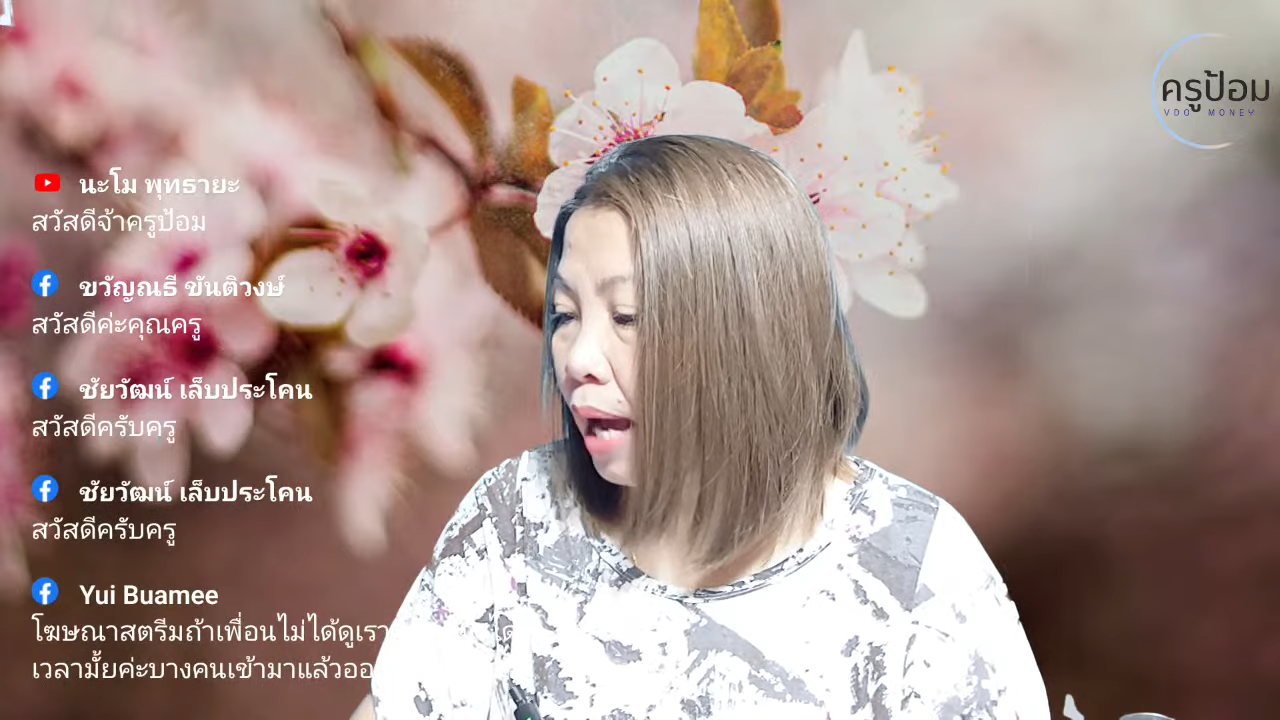 ครูป้อม
VDO MONEY
นะโม พุทธายะ
สวัสดีจ้าครูป้อม
ขวัญณธี ขันติวงษ์
สวัสดีค่ะคุณครู
ชัยวัฒน์ เล็บประโคน
สวัสดีครับครู
ชัยวัฒน์ เล็บประโคน
สวัสดีครับครู
Yui Buamee
โฆษณาสตรีมถ้าเพื่อนไม่ได้ดูเรา
เวลามั้ยค่ะบางคนเข้ามาแล้วออ